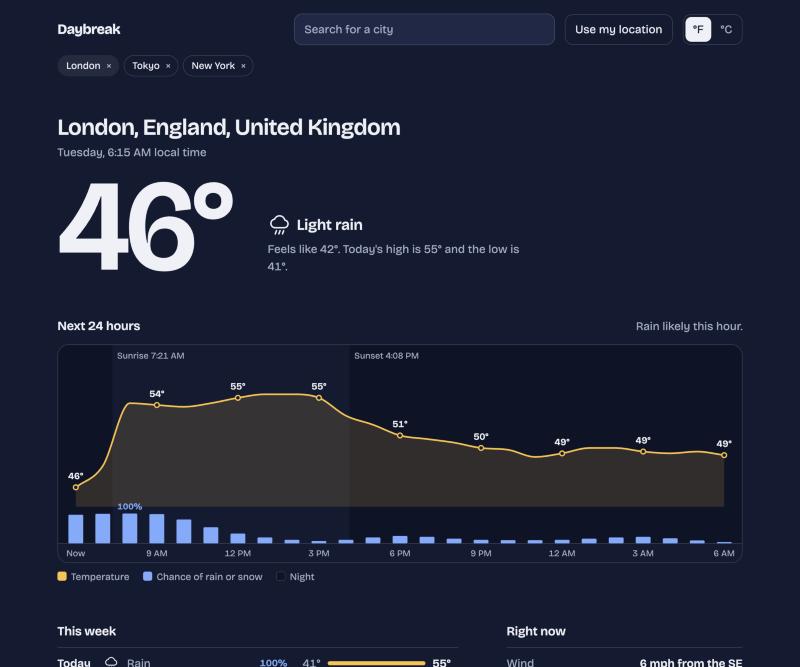 Daybreak
Search for a city
Use my location
°F °C
London ×
Tokyo ×
New York ×
London, England, United Kingdom
Tuesday, 6:15 AM local time
46°
Light rain
Feels like 42°. Today's high is 55° and the low is
41°.
Next 24 hours
Rain likely this hour.
Sunrise 7:21 AM
Sunset 4:08 PM
46° 54° 55° 55° 51° 50° 49° 49° 49°
100%
Now 9 AM 12 PM 3 PM 6 PM 9 PM 12 AM 3 AM 6 AM
Temperature
Chance of rain or snow
Night
This week
Today Rain 100% 41° 55°
Right now
Wind 6 mph from the SE